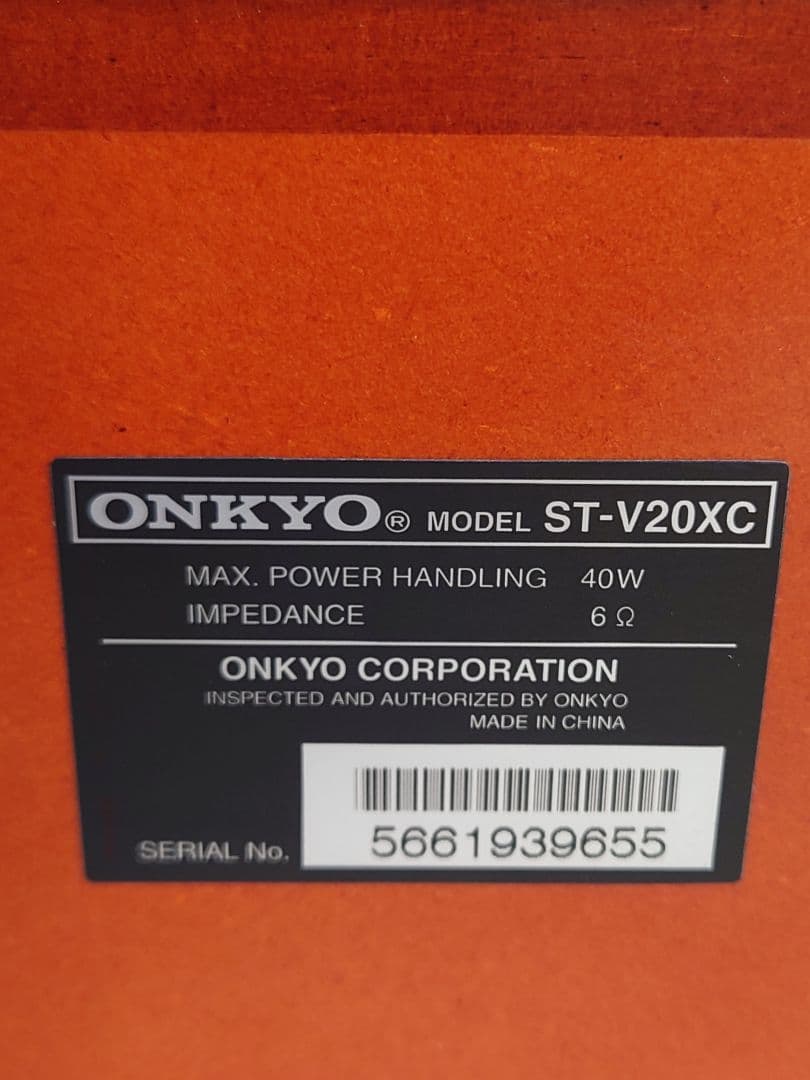 ONKYO® MODEL ST-V20XC
MAX. POWER HANDLING 40W
IMPEDANCE 6 Ω
ONKYO CORPORATION
INSPECTED AND AUTHORIZED BY ONKYO
MADE IN CHINA
SERIAL No. 5661939655